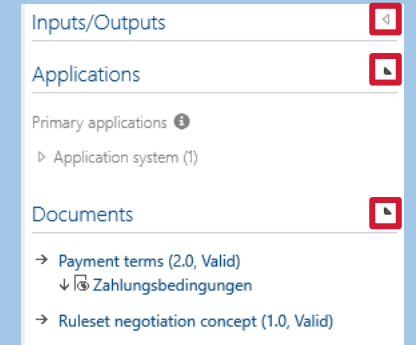 Inputs/Outputs
Applications
Primary applications
Application system (1)
Documents
Payment terms (2.0, Valid)
Zahlungsbedingungen
Ruleset negotiation concept (1.0, Valid)